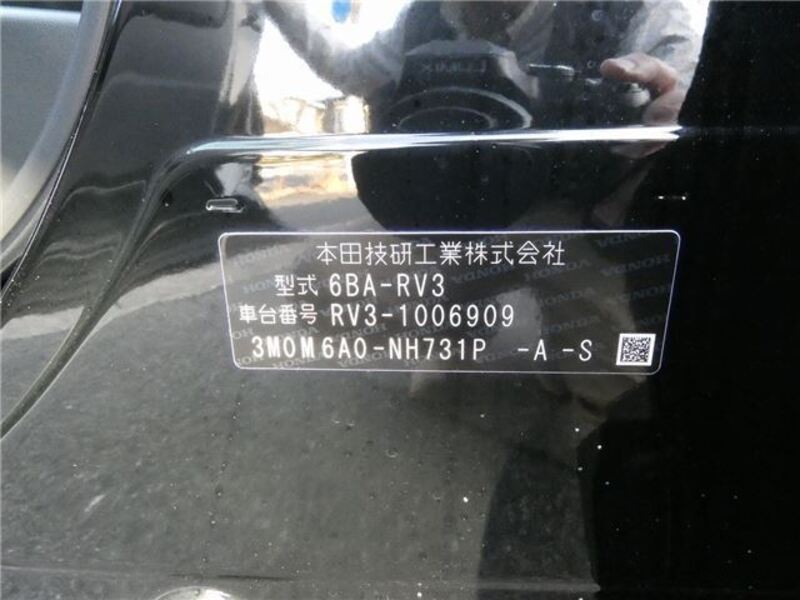 本田技研工業株式会社
型式 6BA-RV3
車台番号 RV3-1006909
3M0M6A0-NH731P -A -S